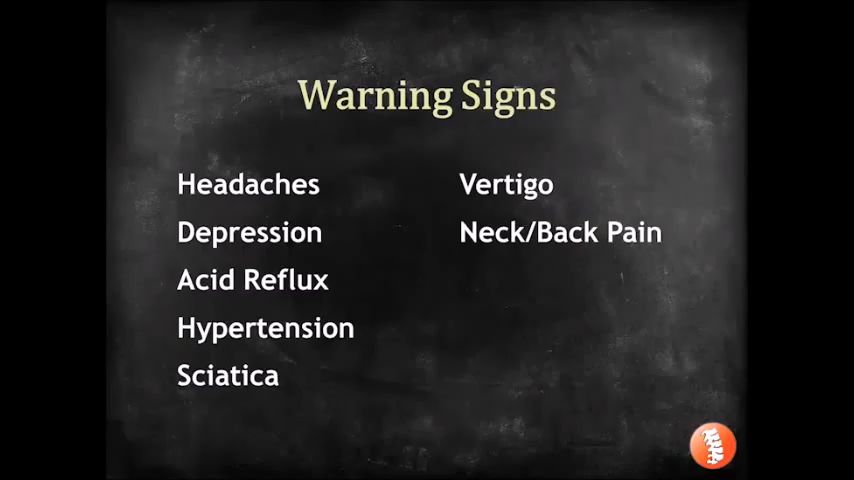 Warning Signs
Headaches
Depression
Acid Reflux
Hypertension
Sciatica
Vertigo
Neck/Back Pain